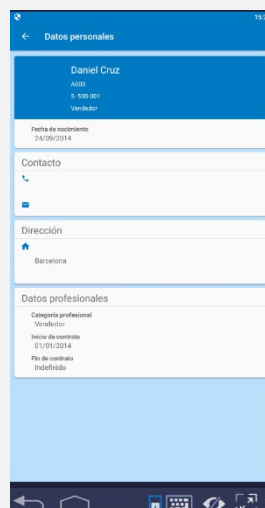 Datos personales
Daniel Cruz
A003
5-530-001
Vendedor
Fecha de nacimiento
24/09/2014
Contacto
Dirección
Barcelona
Datos profesionales
Categoría profesional
Vendedor
Inicio de contrato
01/01/2014
Fin de contrato
Indefinido